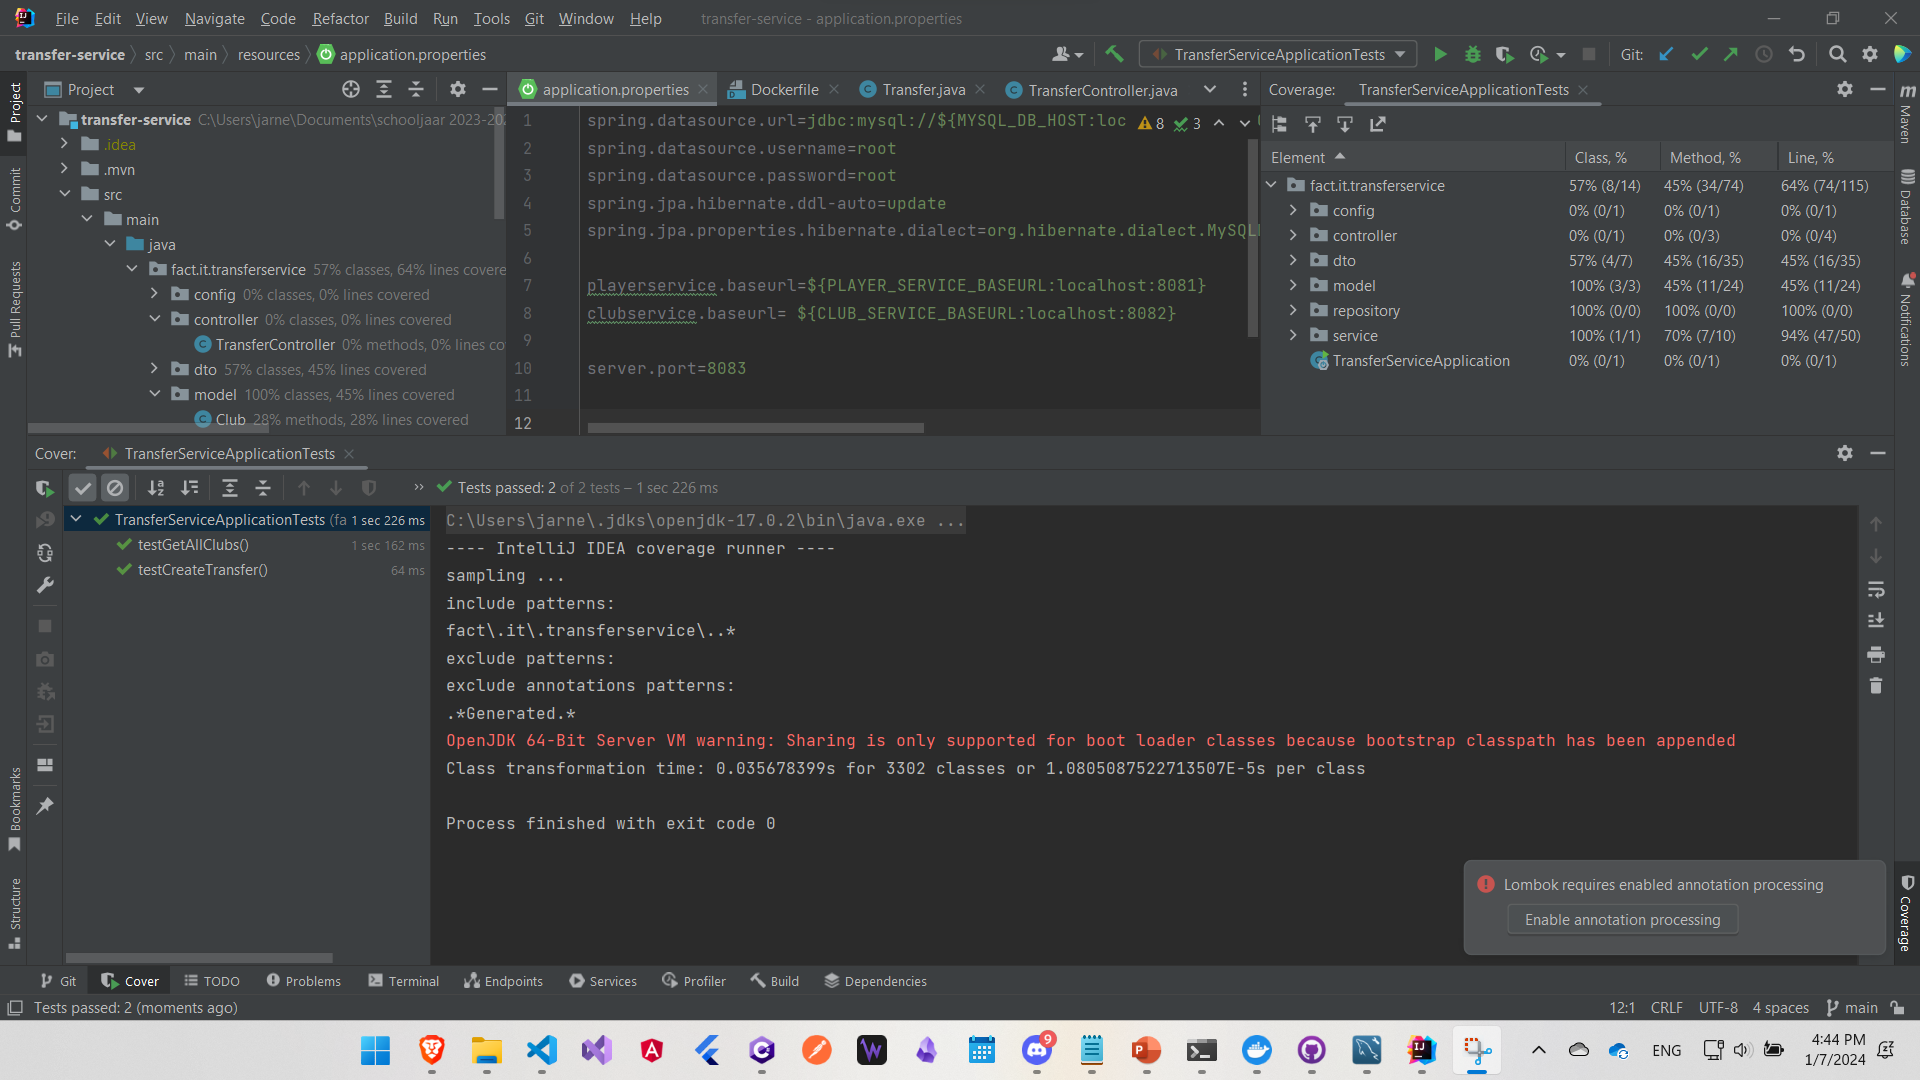 File Edit View Navigate Code Refactor Build Run Tools Git Window Help transfer-service - application.properties
transfer-service src main resources application.properties
TransferServiceApplicationTests
Git:
Project
application.properties
Dockerfile
Transfer.java
TransferController.java
Coverage: TransferServiceApplicationTests
Project
Commit
Pull Requests
Bookmarks
Structure
transfer-service C:\Users\jarne\Documents\schooljaar 2023-202
.idea
.mvn
src
main
java
fact.it.transferservice 57% classes, 64% lines covere
config 0% classes, 0% lines covered
controller 0% classes, 0% lines covered
TransferController 0% methods, 0% lines co
dto 57% classes, 45% lines covered
model 100% classes, 45% lines covered
Club 28% methods, 28% lines covered
1 spring.datasource.url=jdbc:mysql://${MYSQL_DB_HOST:loc
8 3
2 spring.datasource.username=root
3 spring.datasource.password=root
4 spring.jpa.hibernate.ddl-auto=update
5 spring.jpa.properties.hibernate.dialect=org.hibernate.dialect.MySQL
6
7 playerservice.baseurl=${PLAYER_SERVICE_BASEURL:localhost:8081}
8 clubservice.baseurl= ${CLUB_SERVICE_BASEURL:localhost:8082}
9
10 server.port=8083
11
12
Element Class, % Method, % Line, %
fact.it.transferservice 57% (8/14) 45% (34/74) 64% (74/115)
config 0% (0/1) 0% (0/1) 0% (0/1)
controller 0% (0/1) 0% (0/3) 0% (0/4)
dto 57% (4/7) 45% (16/35) 45% (16/35)
model 100% (3/3) 45% (11/24) 45% (11/24)
repository 100% (0/0) 100% (0/0) 100% (0/0)
service 100% (1/1) 70% (7/10) 94% (47/50)
TransferServiceApplication 0% (0/1) 0% (0/1) 0% (0/1)
Maven
Database
Notifications
Coverage
Cover: TransferServiceApplicationTests
Tests passed: 2 of 2 tests – 1 sec 226 ms
TransferServiceApplicationTests (fa 1 sec 226 ms
testGetAllClubs() 1 sec 162 ms
testCreateTransfer() 64 ms
C:\Users\jarne\.jdks\openjdk-17.0.2\bin\java.exe ...
---- IntelliJ IDEA coverage runner ----
sampling ...
include patterns:
fact\.it\.transferservice\..*
exclude patterns:
exclude annotations patterns:
.*Generated.*
OpenJDK 64-Bit Server VM warning: Sharing is only supported for boot loader classes because bootstrap classpath has been appended
Class transformation time: 0.035678399s for 3302 classes or 1.0805087522713507E-5s per class
Process finished with exit code 0
Lombok requires enabled annotation processing
Enable annotation processing
Git Cover TODO Problems Terminal Endpoints Services Profiler Build Dependencies
Tests passed: 2 (moments ago)
12:1 CRLF UTF-8 4 spaces main
9
ENG
4:44 PM
1/7/2024